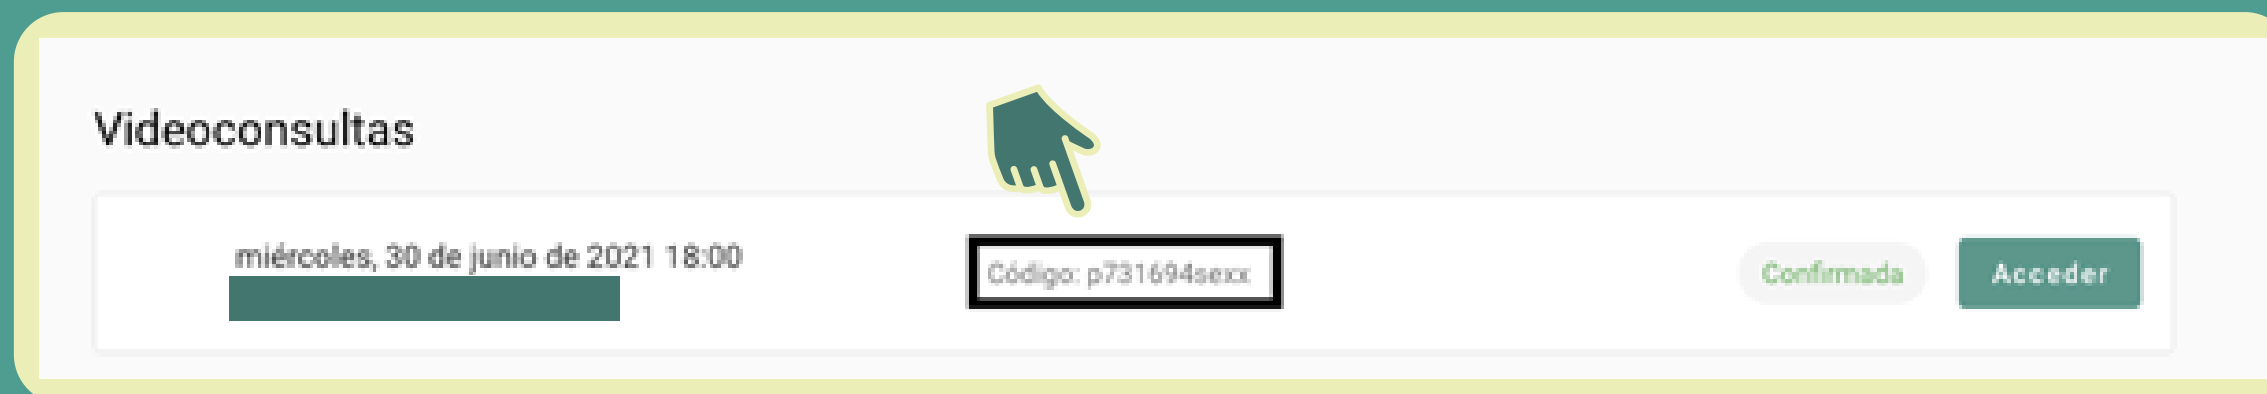 Videoconsultas
miércoles, 30 de junio de 2021 18:00
Código: p731694sexx
Confirmada
Acceder